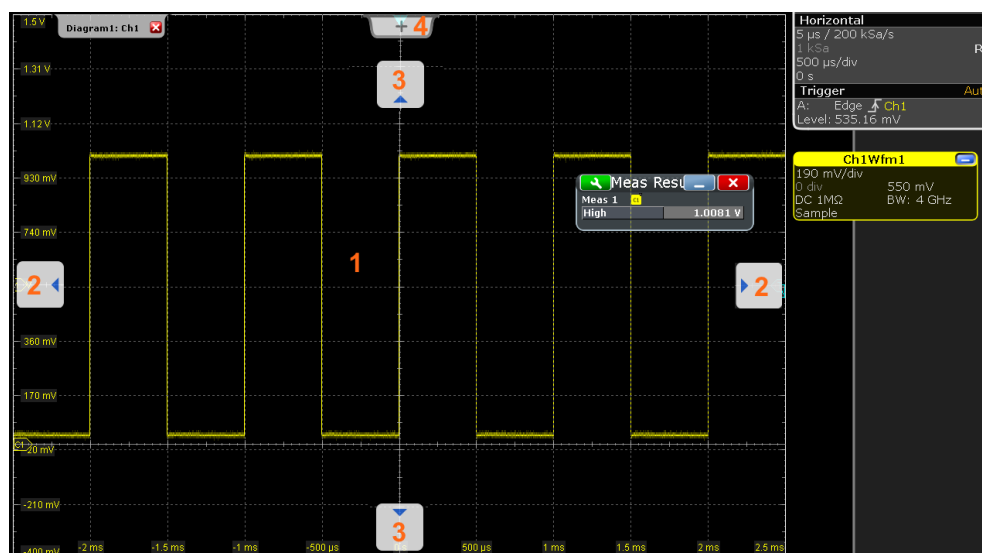 1.5 V
Diagram1: Ch1
4
1.31 V
3
1.12 V
930 mV
740 mV
1
2
2
360 mV
170 mV
C1
-20 mV
-210 mV
3
-400 mV
-2 ms
-1.5 ms
-1 ms
-500 µs
500 µs
1 ms
1.5 ms
2 ms
2.5 ms
Meas Resu
Meas 1 C1
High 1.0081 V
Horizontal
5 µs / 200 kSa/s
1 kSa R
500 µs/div
0 s
Trigger Aut
A: Edge Ch1
Level: 535.16 mV
Ch1Wfm1
190 mV/div
0 div 550 mV
DC 1MΩ BW: 4 GHz
Sample